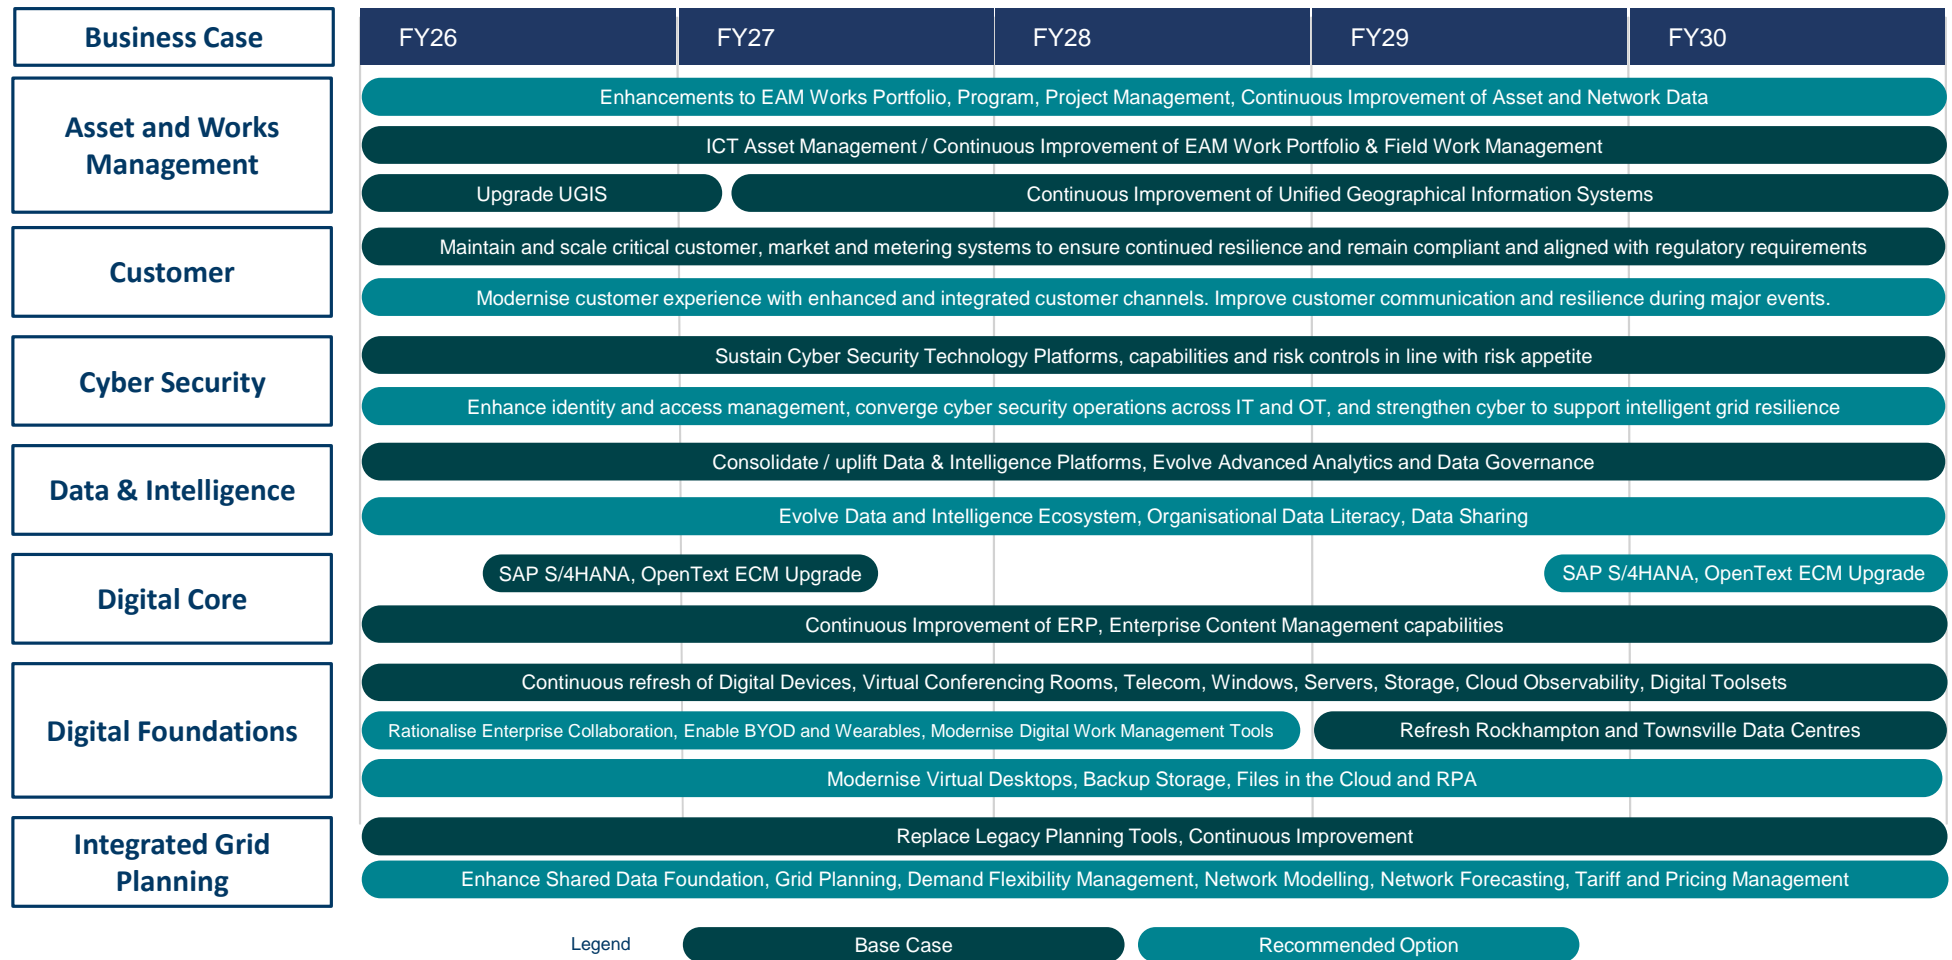 Business Case
FY26
FY27
FY28
FY29
FY30
Asset and Works
Management
Enhancements to EAM Works Portfolio, Program, Project Management, Continuous Improvement of Asset and Network Data
ICT Asset Management / Continuous Improvement of EAM Work Portfolio & Field Work Management
Upgrade UGIS
Continuous Improvement of Unified Geographical Information Systems
Customer
Maintain and scale critical customer, market and metering systems to ensure continued resilience and remain compliant and aligned with regulatory requirements
Modernise customer experience with enhanced and integrated customer channels. Improve customer communication and resilience during major events.
Cyber Security
Sustain Cyber Security Technology Platforms, capabilities and risk controls in line with risk appetite
Enhance identity and access management, converge cyber security operations across IT and OT, and strengthen cyber to support intelligent grid resilience
Data & Intelligence
Consolidate / uplift Data & Intelligence Platforms, Evolve Advanced Analytics and Data Governance
Evolve Data and Intelligence Ecosystem, Organisational Data Literacy, Data Sharing
Digital Core
SAP S/4HANA, OpenText ECM Upgrade
SAP S/4HANA, OpenText ECM Upgrade
Continuous Improvement of ERP, Enterprise Content Management capabilities
Digital Foundations
Continuous refresh of Digital Devices, Virtual Conferencing Rooms, Telecom, Windows, Servers, Storage, Cloud Observability, Digital Toolsets
Rationalise Enterprise Collaboration, Enable BYOD and Wearables, Modernise Digital Work Management Tools
Refresh Rockhampton and Townsville Data Centres
Modernise Virtual Desktops, Backup Storage, Files in the Cloud and RPA
Integrated Grid
Planning
Replace Legacy Planning Tools, Continuous Improvement
Enhance Shared Data Foundation, Grid Planning, Demand Flexibility Management, Network Modelling, Network Forecasting, Tariff and Pricing Management
Legend
Base Case
Recommended Option